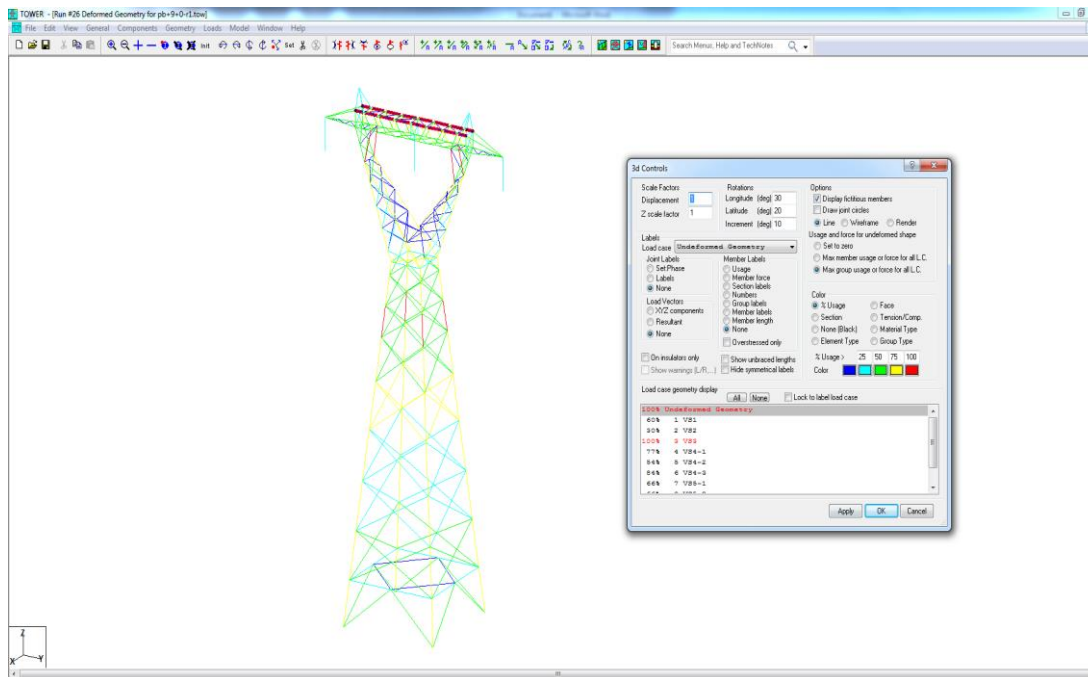 TOWER - [Run #26 Deformed Geometry for pb+9+0-r1.tow]
File Edit View General Components Geometry Loads Model Window Help
Init Set Search Menus, Help and TechNotes
3d Controls
Scale Factors
Displacement 1
Z scale factor 1
Rotations
Longitude (deg) 30
Latitude (deg) 20
Increment (deg) 10
Options
Display fictitious members
Draw joint circles
Line Wireframe Render
Usage and force for undeformed shape
Set to zero
Max member usage or force for all L.C.
Max group usage or force for all L.C.
Labels
Load case Undeformed Geometry
Joint Labels
Set:Phase
Labels
None
Load Vectors
XYZ components
Resultant
None
Member Labels
Usage
Member force
Section labels
Numbers
Group labels
Member labels
Member length
None
Overstressed only
Color
% Usage Face
Section Tension/Comp.
None (Black) Material Type
Element Type Group Type
% Usage > 25 50 75 100
Color
On insulators only
Show warnings (L/R,...)
Show unbraced lengths
Hide symmetrical labels
Load case geometry display
All None Lock to label load case
100% Undeformed Geometry
60% 1 VS1
2 VS2
100% 3 VS3
77% 4 VS4-1
5 VS4-2
6 VS4-3
66% 7 VS5-1
Apply OK Cancel
Z
X Y